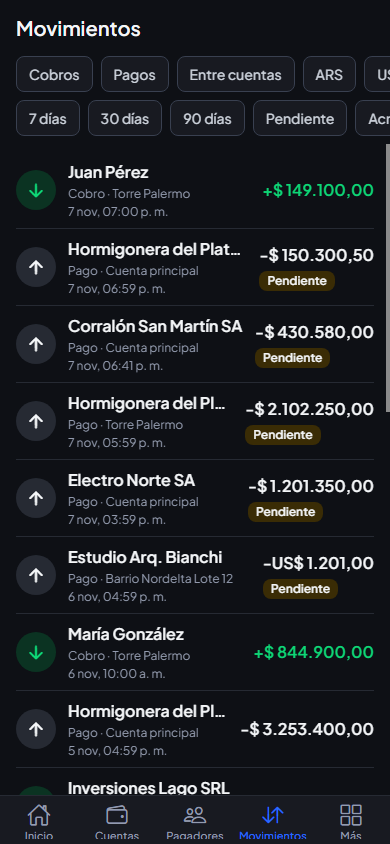 Movimientos
Cobros Pagos Entre cuentas ARS
7 días 30 días 90 días Pendiente
Juan Pérez
+$ 149.100,00
Cobro · Torre Palermo
7 nov, 07:00 p. m.
Hormigonera del Plat…
-$ 150.300,50
Pago · Cuenta principal
Pendiente
7 nov, 06:59 p. m.
Corralón San Martín SA
-$ 430.580,00
Pago · Cuenta principal
Pendiente
7 nov, 06:41 p. m.
Hormigonera del Pl…
-$ 2.102.250,00
Pago · Torre Palermo
Pendiente
7 nov, 05:59 p. m.
Electro Norte SA
-$ 1.201.350,00
Pago · Cuenta principal
Pendiente
7 nov, 03:59 p. m.
Estudio Arq. Bianchi
-US$ 1.201,00
Pago · Barrio Nordelta Lote 12
Pendiente
6 nov, 04:59 p. m.
María González
+$ 844.900,00
Cobro · Torre Palermo
6 nov, 10:00 a. m.
Hormigonera del Pl…
-$ 3.253.400,00
Pago · Cuenta principal
5 nov, 04:59 p. m.
Inversiones Lago SRL
Inicio Cuentas Pagadores Movimientos Más